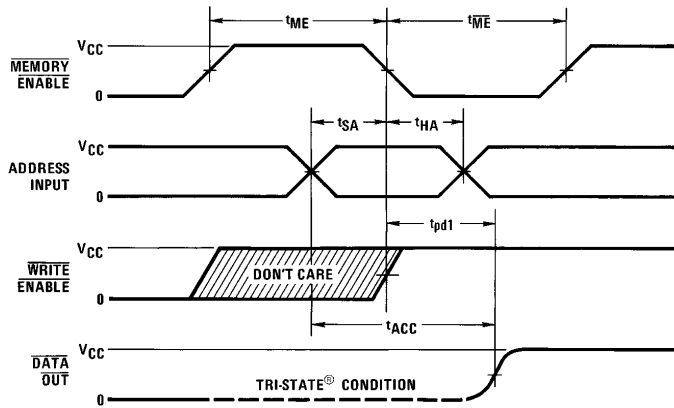 tME
tME
VCC
MEMORY
ENABLE
0
tSA
tHA
VCC
ADDRESS
INPUT
0
tpd1
VCC
WRITE
ENABLE
DON'T CARE
0
tACC
VCC
DATA
OUT
TRI-STATE® CONDITION
0